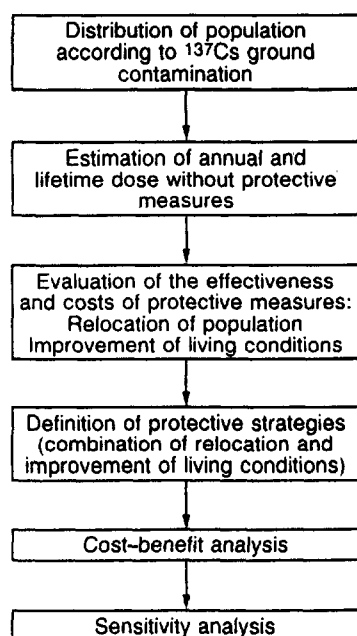 Distribution of population
according to ¹³⁷Cs ground
contamination
Estimation of annual and
lifetime dose without protective
measures
Evaluation of the effectiveness
and costs of protective measures:
Relocation of population
Improvement of living conditions
Definition of protective strategies
(combination of relocation and
improvement of living conditions)
Cost–benefit analysis
Sensitivity analysis